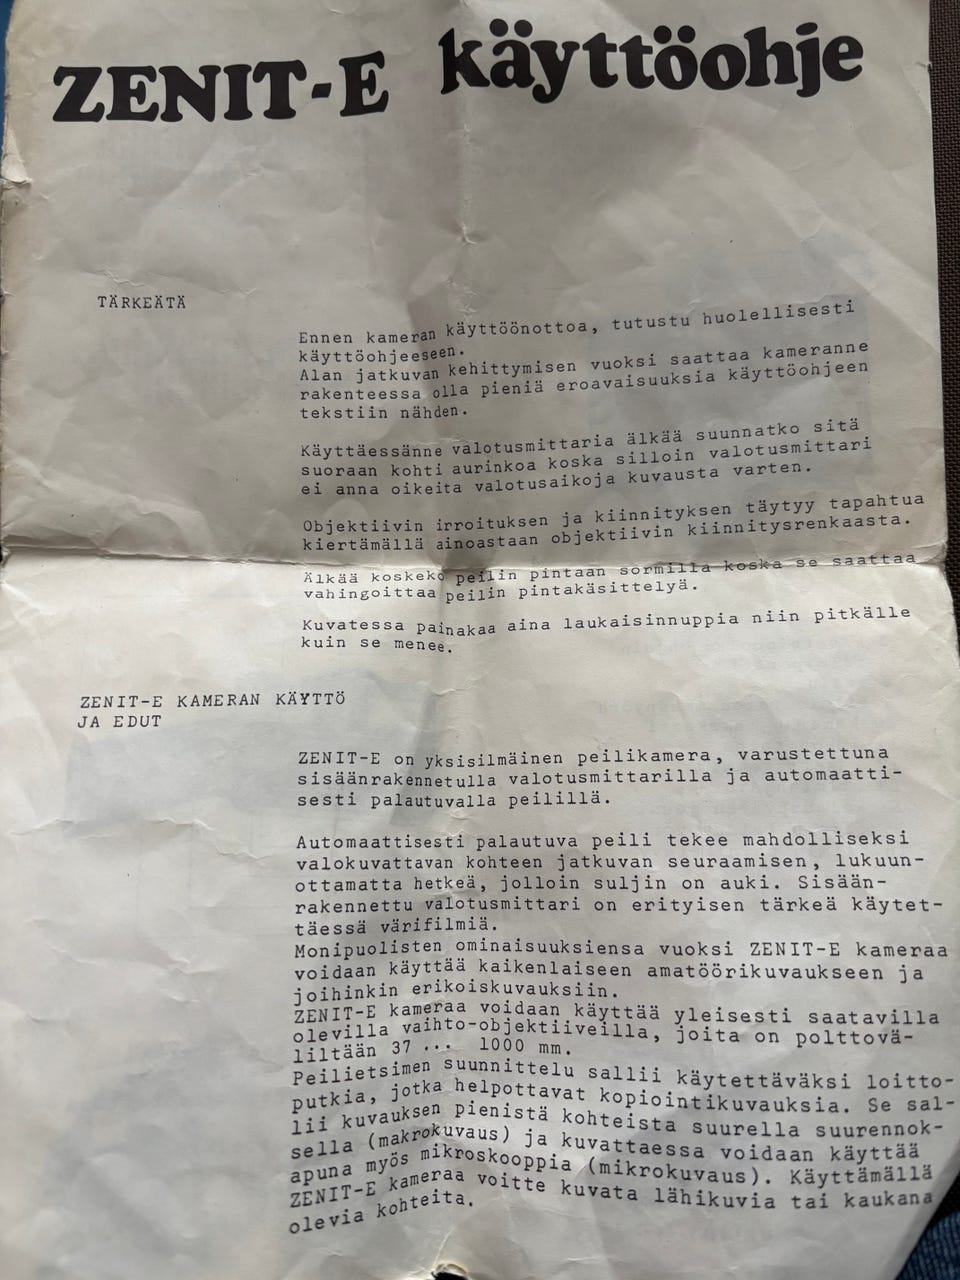 ZENIT-E käyttöohje
TÄRKEÄTÄ
Ennen kameran käyttöönottoa, tutustu huolellisesti
käyttöohjeeseen.
Alan jatkuvan kehittymisen vuoksi saattaa kameranne
rakenteessa olla pieniä eroavaisuuksia käyttöohjeen
tekstiin nähden.
Käyttäessänne valotusmittaria älkää suunnatko sitä
suoraan kohti aurinkoa koska silloin valotusmittari
ei anna oikeita valotusaikoja kuvausta varten.
Objektiivin irroituksen ja kiinnityksen täytyy tapahtua
kiertämällä ainoastaan objektiivin kiinnitysrenkaasta.
Älkää koskeko peilin pintaan sormilla koska se saattaa
vahingoittaa peilin pintakäsittelyä.
Kuvatessa painakaa aina laukaisinnuppia niin pitkälle
kuin se menee.
ZENIT-E KAMERAN KÄYTTÖ
JA EDUT
ZENIT-E on yksisilmäinen peilikamera, varustettuna
sisäänrakennetulla valotusmittarilla ja automaatti-
sesti palautuvalla peilillä.
Automaattisesti palautuva peili tekee mahdolliseksi
valokuvattavan kohteen jatkuvan seuraamisen, lukuun-
ottamatta hetkeä, jolloin suljin on auki. Sisään-
rakennettu valotusmittari on erityisen tärkeä käytet-
täessä värifilmiä.
Monipuolisten ominaisuuksiensa vuoksi ZENIT-E kameraa
voidaan käyttää kaikenlaiseen amatöörikuvaukseen ja
joihinkin erikoiskuvauksiin.
ZENIT-E kameraa voidaan käyttää yleisesti saatavilla
olevilla vaihto-objektiiveilla, joita on polttovä-
liltään 37 ... 1000 mm.
Peilietsimen suunnittelu sallii käytettäväksi loitto-
putkia, jotka helpottavat kopiointikuvauksia. Se sal-
lii kuvauksen pienistä kohteista suurella suurennok-
sella (makrokuvaus) ja kuvattaessa voidaan käyttää
apuna myös mikroskooppia (mikrokuvaus). Käyttämällä
ZENIT-E kameraa voitte kuvata lähikuvia tai kaukana
olevia kohteita.